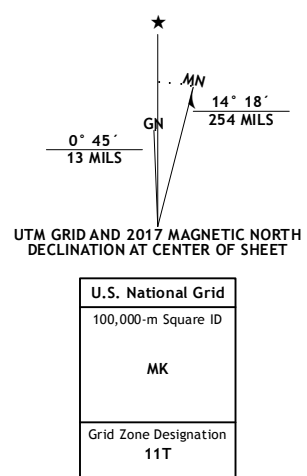 ★
MN
GN
0° 45´
13 MILS
14° 18´
254 MILS
UTM GRID AND 2017 MAGNETIC NORTH
DECLINATION AT CENTER OF SHEET
U.S. National Grid
100,000-m Square ID
MK
Grid Zone Designation
11T